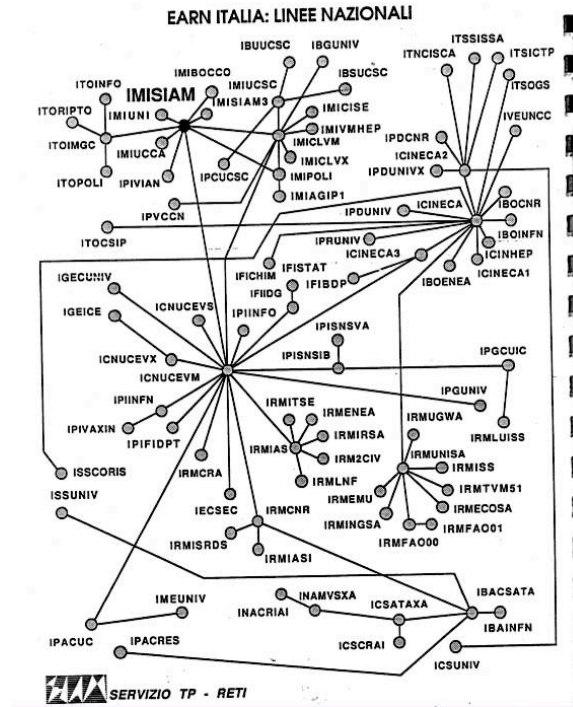 EARN ITALIA: LINEE NAZIONALI
IBUUCSC
IBGUNIV
ITSSISSA
ITNCISCA
ITSICTP
ITSOGS
ITOINFO
IMIBOCCO
IMIUCSC
IBSUCSC
IMISIAM
IMISIAM3
ITORIPTO
IMIUNI
IMICISE
IMIVMHEP
IVEUNCC
IPDCNR
ITOIMGC
IMIUCCA
IMICLVM
ICINECA2
IMICLVX
ITOPOLI
IPIVIAN
IPCUCSC
IMIPOLI
IPDUNIVX
IMIAGIP1
IPVCCN
IPDUNIV
ICINECA
IBOCNR
ITOCSIP
IBOINFN
IPRUNIV
ICINHEP
ICINECA3
IFICHIM
IFISTAT
IBOENEA
ICINECA1
IFIIDG
IFIBDP
IGECUNIV
ICNUCEVS
IGEICE
IPIINFO
IPISNSVA
ICNUCEVX
IPISNSIB
IPGCUIC
ICNUCEVM
IPIINFN
IPGUNIV
IRMITSE
IRMENEA
IPIVAXIN
IPIFIDPT
IRMIAS
IRMIRSA
IRMUGWA
IRMLUISS
IRM2CIV
IRMUNISA
IRMCRA
IRMLNF
IRMISS
ISSCORIS
IRMEMU
IRMTVM51
IECSEC
IRMECOSA
ISSUNIV
IRMCNR
IRMINGSA
IRMFAO01
IRMISRDS
IRMFAO00
IRMIASI
IMEUNIV
INAMVSXA
INACRIAI
ICSATAXA
IBACSATA
IPACUC
IPACRES
ICSCRAI
IBAINFN
ICSUNIV
SERVIZIO TP - RETI